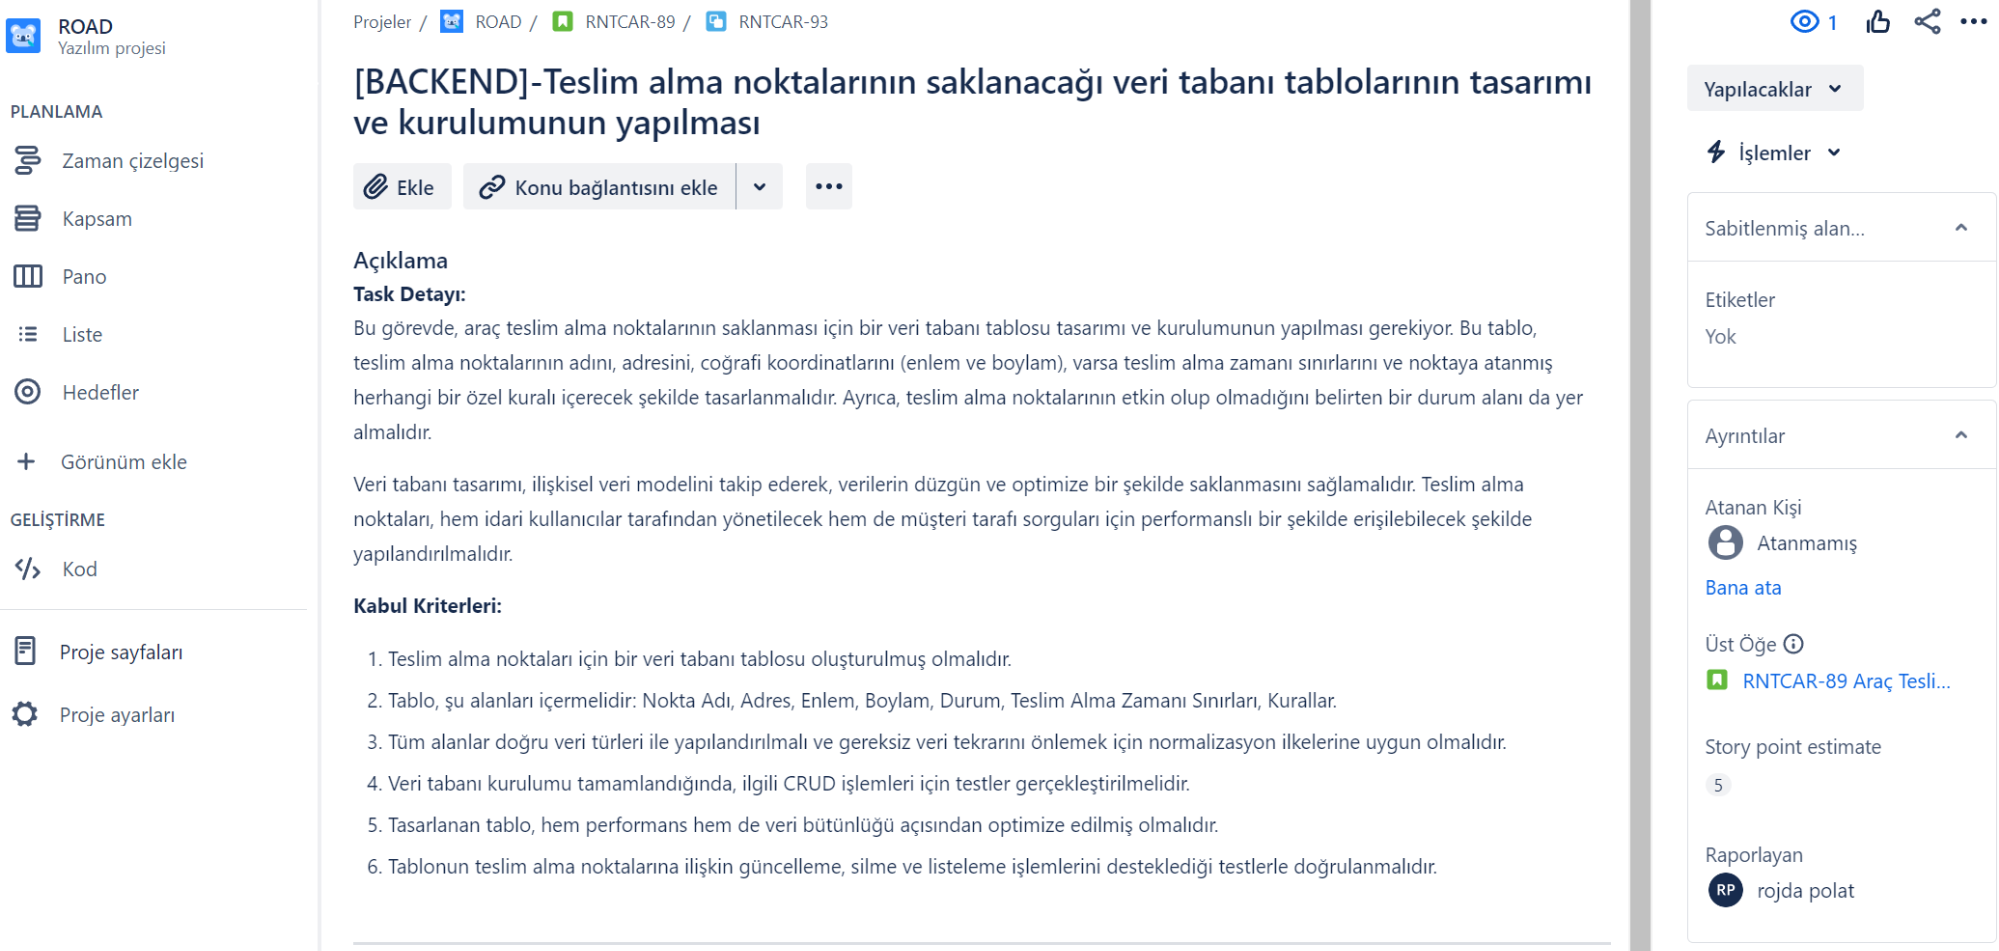 ROAD
Yazılım projesi
PLANLAMA
Zaman çizelgesi
Kapsam
Pano
Liste
Hedefler
Görünüm ekle
GELİŞTİRME
Kod
Proje sayfaları
Proje ayarları
Projeler / ROAD / RNTCAR-89 / RNTCAR-93
[BACKEND]-Teslim alma noktalarının saklanacağı veri tabanı tablolarının tasarımı
ve kurulumunun yapılması
Ekle
Konu bağlantısını ekle
Açıklama
Task Detayı:
Bu görevde, araç teslim alma noktalarının saklanması için bir veri tabanı tablosu tasarımı ve kurulumunun yapılması gerekiyor. Bu tablo,
teslim alma noktalarının adını, adresini, coğrafi koordinatlarını (enlem ve boylam), varsa teslim alma zamanı sınırlarını ve noktaya atanmış
herhangi bir özel kuralı içerecek şekilde tasarlanmalıdır. Ayrıca, teslim alma noktalarının etkin olup olmadığını belirten bir durum alanı da yer
almalıdır.
Veri tabanı tasarımı, ilişkisel veri modelini takip ederek, verilerin düzgün ve optimize bir şekilde saklanmasını sağlamalıdır. Teslim alma
noktaları, hem idari kullanıcılar tarafından yönetilecek hem de müşteri tarafı sorguları için performanslı bir şekilde erişilebilecek şekilde
yapılandırılmalıdır.
Kabul Kriterleri:
1. Teslim alma noktaları için bir veri tabanı tablosu oluşturulmuş olmalıdır.
2. Tablo, şu alanları içermelidir: Nokta Adı, Adres, Enlem, Boylam, Durum, Teslim Alma Zamanı Sınırları, Kurallar.
3. Tüm alanlar doğru veri türleri ile yapılandırılmalı ve gereksiz veri tekrarını önlemek için normalizasyon ilkelerine uygun olmalıdır.
4. Veri tabanı kurulumu tamamlandığında, ilgili CRUD işlemleri için testler gerçekleştirilmelidir.
5. Tasarlanan tablo, hem performans hem de veri bütünlüğü açısından optimize edilmiş olmalıdır.
6. Tablonun teslim alma noktalarına ilişkin güncelleme, silme ve listeleme işlemlerini desteklediği testlerle doğrulanmalıdır.
1
Yapılacaklar
İşlemler
Sabitlenmiş alan...
Etiketler
Yok
Ayrıntılar
Atanan Kişi
Atanmamış
Bana ata
Üst Öğe
RNTCAR-89 Araç Tesli...
Story point estimate
5
Raporlayan
RP rojda polat